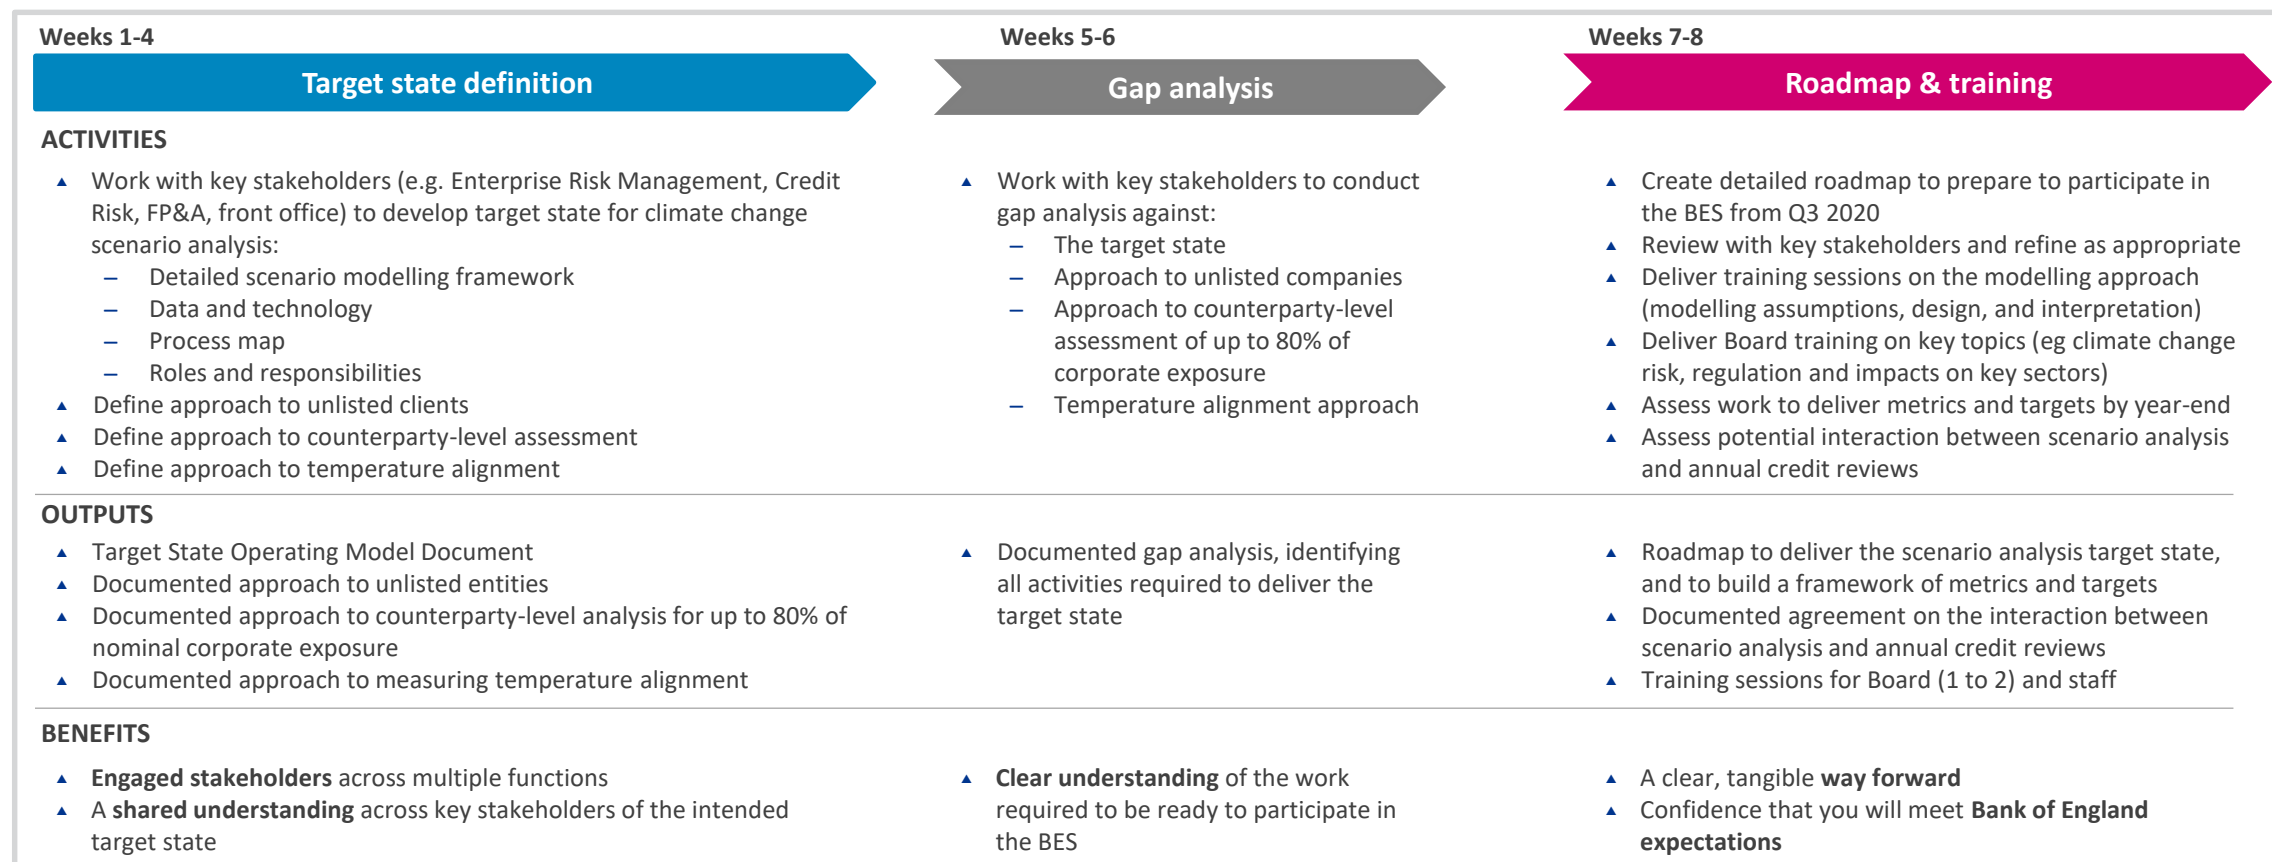 Weeks 1-4
Weeks 5-6
Weeks 7-8
Target state definition
Gap analysis
Roadmap & training
ACTIVITIES
▲ Work with key stakeholders (e.g. Enterprise Risk Management, Credit
Risk, FP&A, front office) to develop target state for climate change
scenario analysis:
– Detailed scenario modelling framework
– Data and technology
– Process map
– Roles and responsibilities
▲ Define approach to unlisted clients
▲ Define approach to counterparty-level assessment
▲ Define approach to temperature alignment
▲ Work with key stakeholders to conduct
gap analysis against:
– The target state
– Approach to unlisted companies
– Approach to counterparty-level
assessment of up to 80% of
corporate exposure
– Temperature alignment approach
▲ Create detailed roadmap to prepare to participate in
the BES from Q3 2020
▲ Review with key stakeholders and refine as appropriate
▲ Deliver training sessions on the modelling approach
(modelling assumptions, design, and interpretation)
▲ Deliver Board training on key topics (eg climate change
risk, regulation and impacts on key sectors)
▲ Assess work to deliver metrics and targets by year-end
▲ Assess potential interaction between scenario analysis
and annual credit reviews
OUTPUTS
▲ Target State Operating Model Document
▲ Documented approach to unlisted entities
▲ Documented approach to counterparty-level analysis for up to 80% of
nominal corporate exposure
▲ Documented approach to measuring temperature alignment
▲ Documented gap analysis, identifying
all activities required to deliver the
target state
▲ Roadmap to deliver the scenario analysis target state,
and to build a framework of metrics and targets
▲ Documented agreement on the interaction between
scenario analysis and annual credit reviews
▲ Training sessions for Board (1 to 2) and staff
BENEFITS
▲ Engaged stakeholders across multiple functions
▲ A shared understanding across key stakeholders of the intended
target state
▲ Clear understanding of the work
required to be ready to participate in
the BES
▲ A clear, tangible way forward
▲ Confidence that you will meet Bank of England
expectations